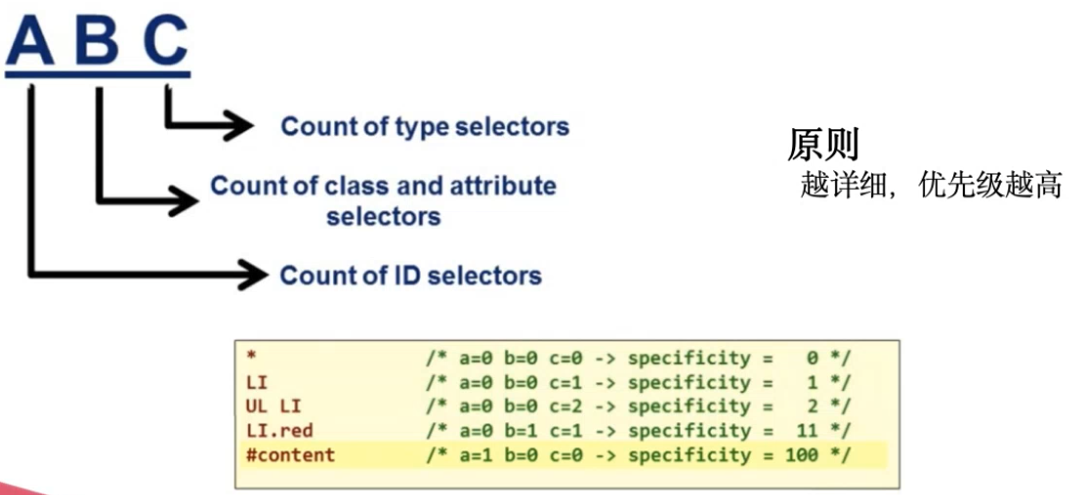 A B C
Count of type selectors
原则
越详细，优先级越高
Count of class and attribute
selectors
Count of ID selectors
* /* a=0 b=0 c=0 -> specificity = 0 */
LI /* a=0 b=0 c=1 -> specificity = 1 */
UL LI /* a=0 b=0 c=2 -> specificity = 2 */
LI.red /* a=0 b=1 c=1 -> specificity = 11 */
#content /* a=1 b=0 c=0 -> specificity = 100 */